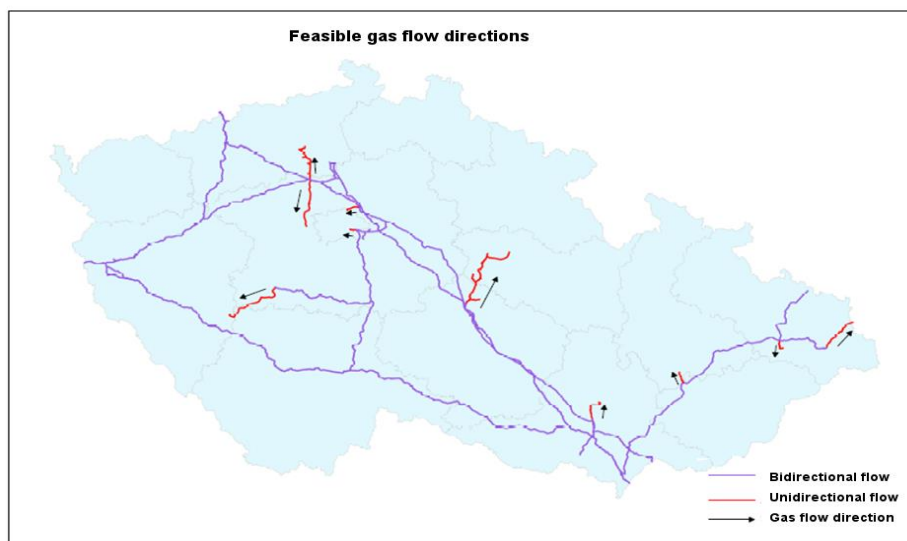 Feasible gas flow directions
Bidirectional flow
Unidirectional flow
Gas flow direction